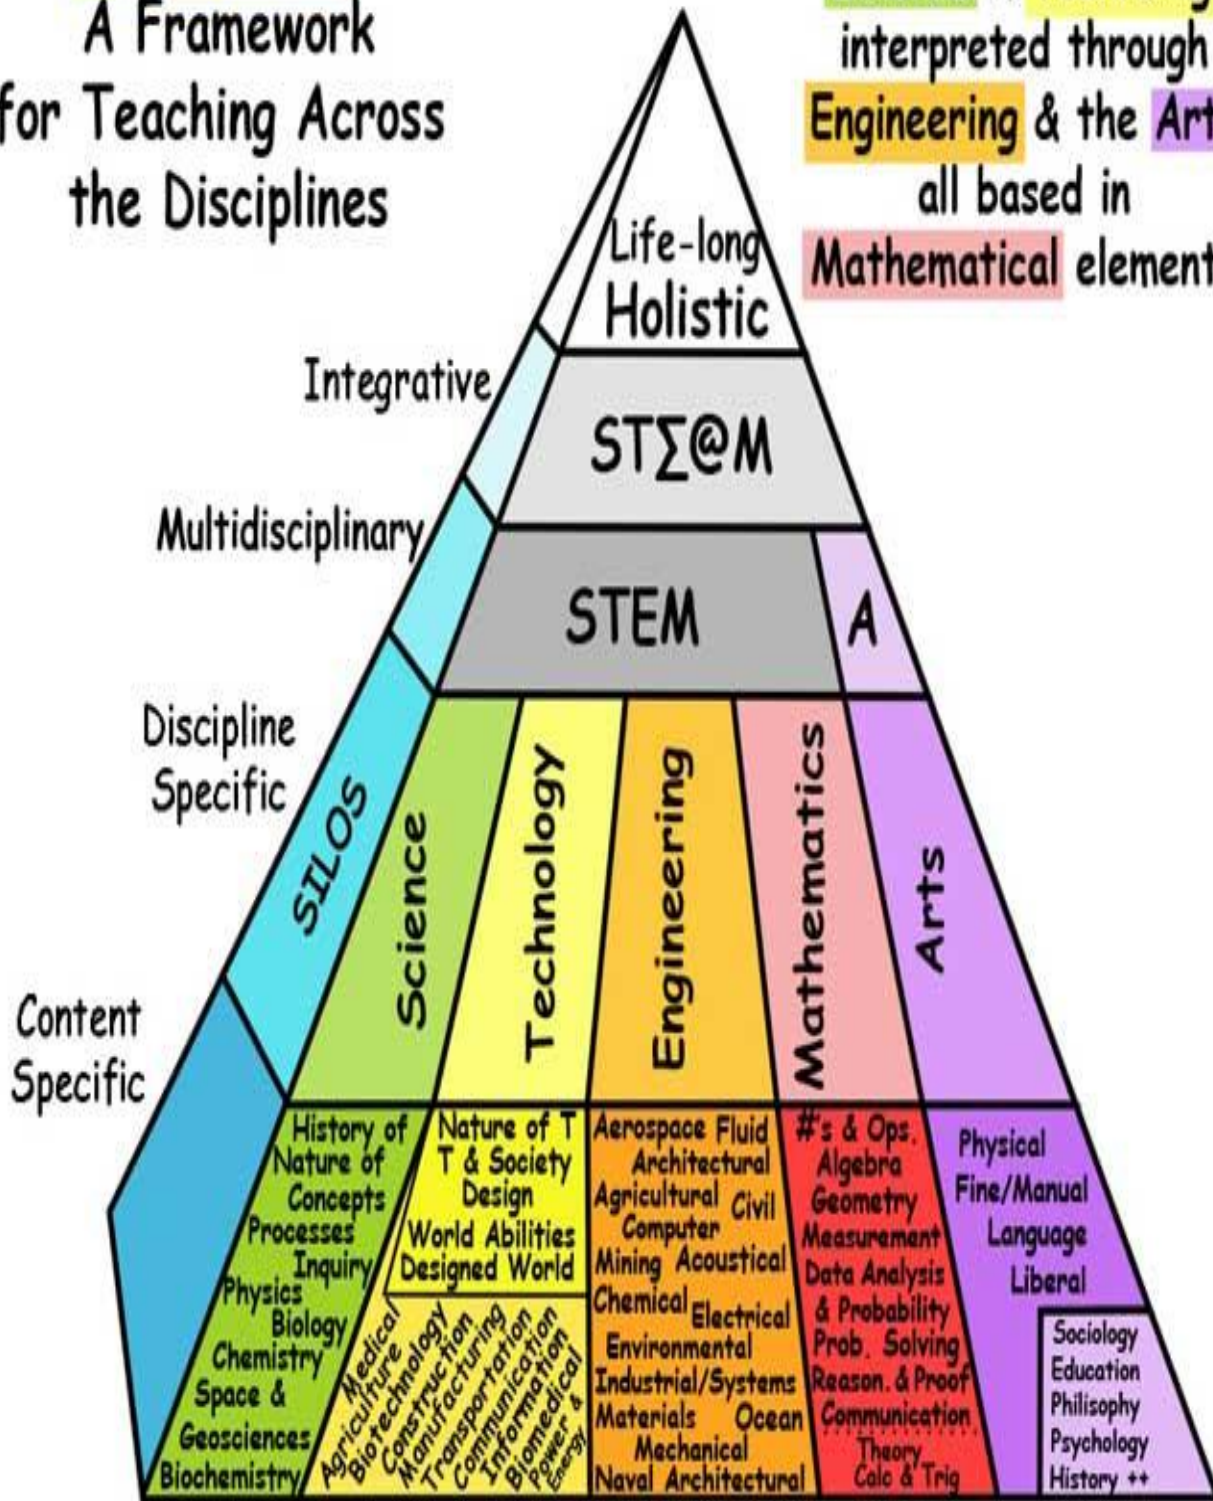 A Framework
for Teaching Across
the Disciplines
interpreted through
Engineering & the Art
all based in
Mathematical element
Life-long
Holistic
Integrative
ST∑@M
Multidisciplinary
STEM
A
Discipline
Specific
SILOS
Science
Technology
Engineering
Mathematics
Arts
Content
Specific
History of
Nature of
Concepts
Processes
Inquiry
Physics
Biology
Chemistry
Space &
Geosciences
Biochemistry
Nature of T
T & Society
Design
World Abilities
Designed World
Medical
Agriculture
Biotechnology
Construction
Manufacturing
Transportation
Communication
Information
Biomedical
Power &
Energy
Aerospace Fluid
Architectural
Agricultural Civil
Computer
Mining Acoustical
Chemical Electrical
Environmental
Industrial/Systems
Materials Ocean
Mechanical
Naval Architectural
#'s & Ops.
Algebra
Geometry
Measurement
Data Analysis
& Probability
Prob. Solving
Reason. & Proof
Communication
Theory
Calc & Trig
Physical
Fine/Manual
Language
Liberal
Sociology
Education
Philisophy
Psychology
History ++